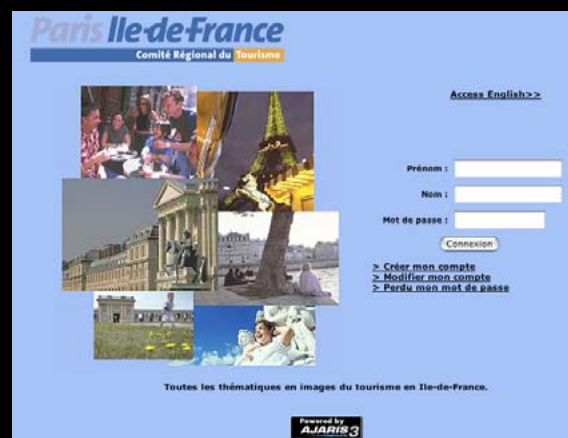 Paris Ile-de-France
Comité Régional du Tourisme
Access English>>
Prénom :
Nom :
Mot de passe :
Connexion
> Créer mon compte
> Modifier mon compte
> Perdu mon mot de passe
Toutes les thématiques en images du tourisme en Ile-de-France.
Powered by
AJARIS 3